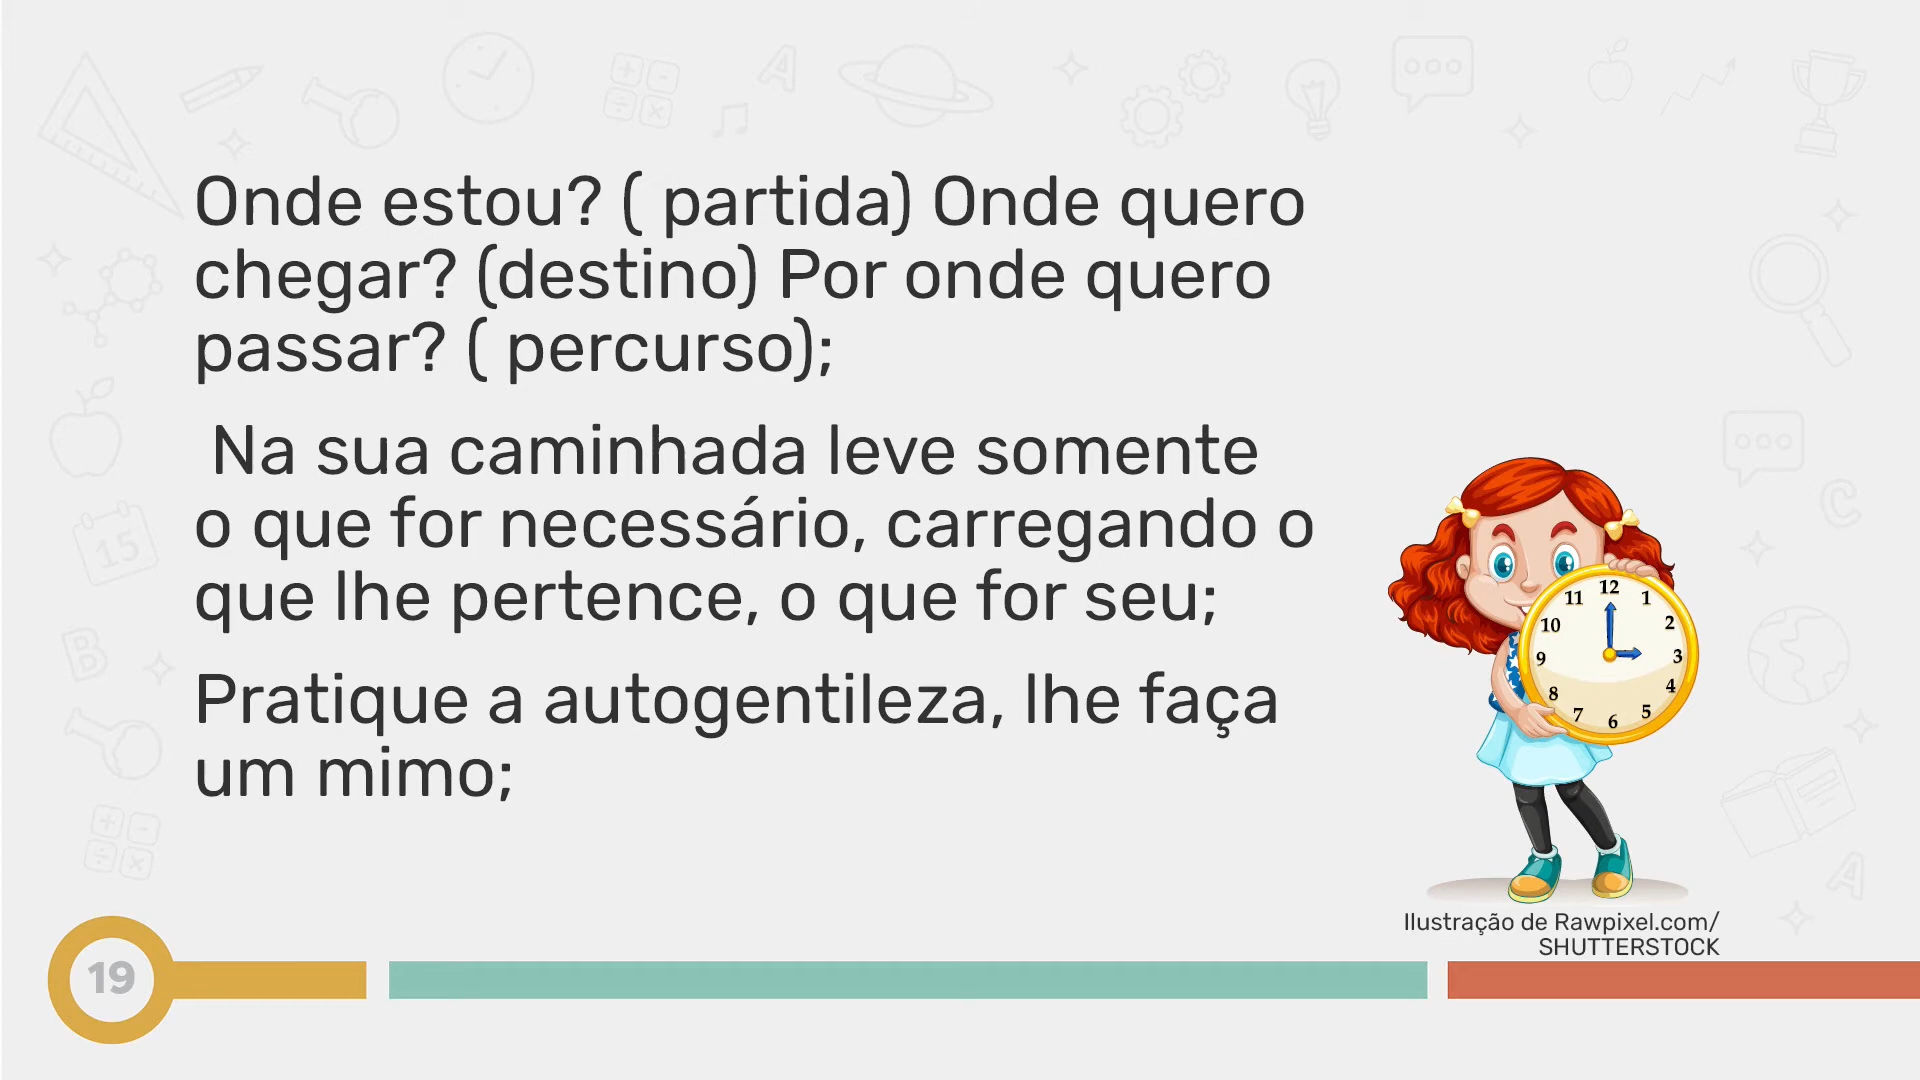 Onde estou? ( partida) Onde quero
chegar? (destino) Por onde quero
passar? ( percurso);
Na sua caminhada leve somente
o que for necessário, carregando o
que lhe pertence, o que for seu;
Pratique a autogentileza, lhe faça
um mimo;
12
11 1
10 2
9 3
8 4
7 6 5
Ilustração de Rawpixel.com/
SHUTTERSTOCK
19
A
C
15
B
A